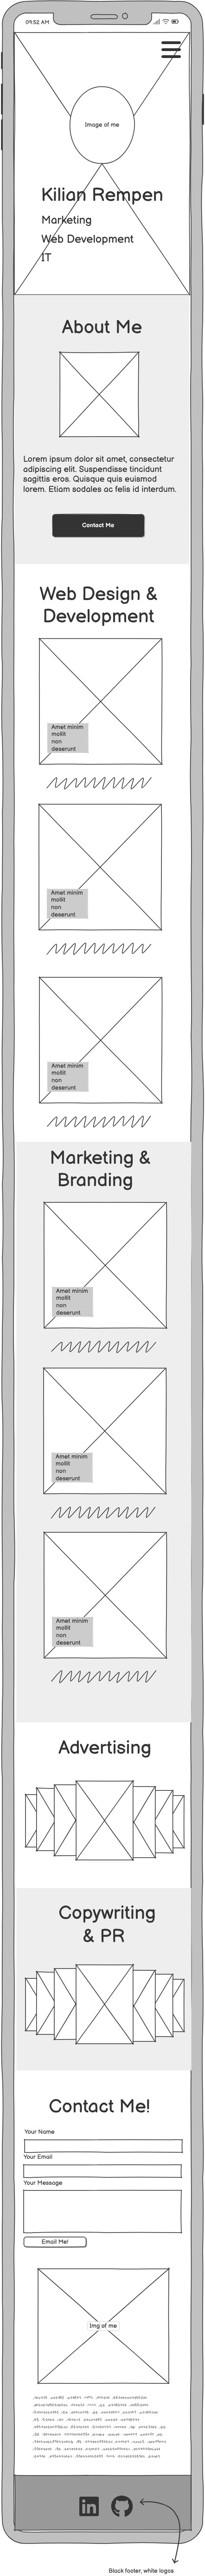 09:52 AM
Image of me
Kilian Rempen
Marketing
Web Development
IT
About Me
Lorem ipsum dolor sit amet, consectetur
adipiscing elit. Suspendisse tincidunt
sagittis eros. Quisque quis euismod
lorem. Etiam sodales ac felis id interdum.
Contact Me
Web Design &
Development
Amet minim
mollit
non
deserunt
Amet minim
mollit
non
deserunt
Amet minim
mollit
non
deserunt
Marketing &
Branding
Amet minim
mollit
non
deserunt
Amet minim
mollit
non
deserunt
Amet minim
mollit
non
deserunt
Advertising
Copywriting
& PR
Contact Me!
Your Name
Your Email
Your Message
Email Me!
Img of me
in
Black footer, white logos